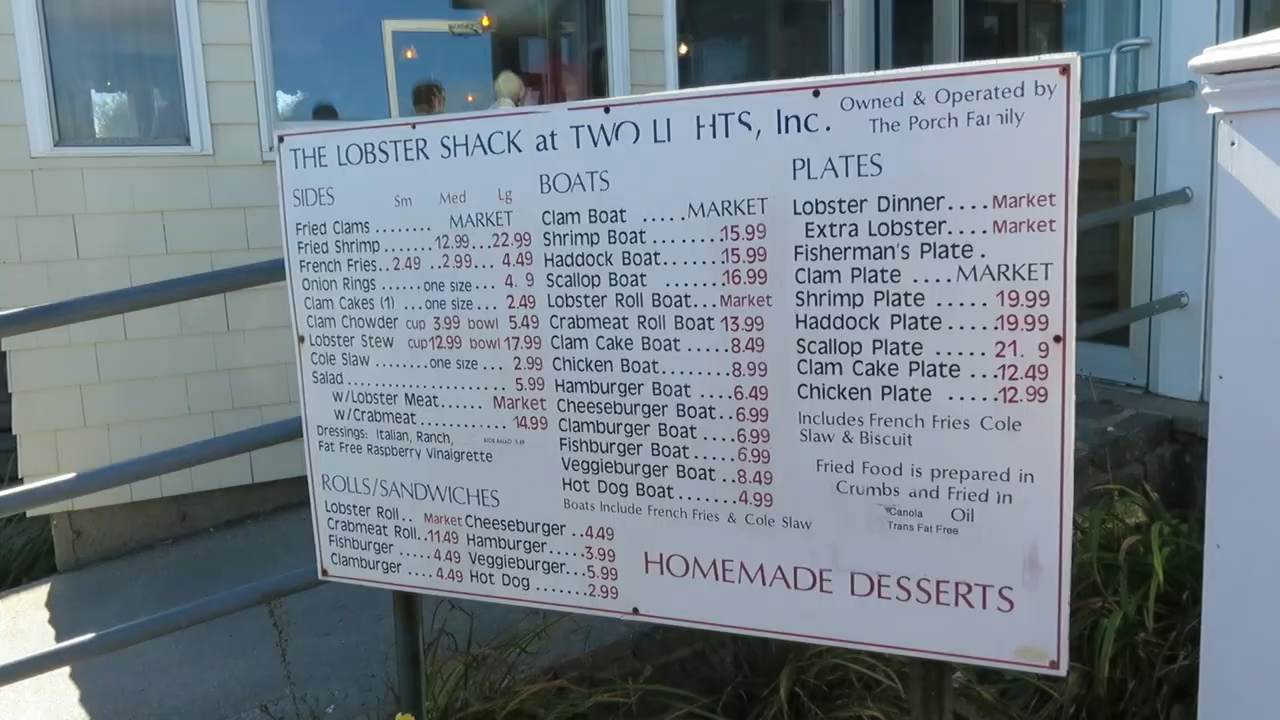 THE LOBSTER SHACK at TWO LI HTS, Inc.
Owned & Operated by
The Porch Fa ily
SIDES Sm Med Lg
Fried Clams ........ MARKET
Fried Shrimp ........12.99...22.99
French Fries..2.49 ..2.99... 4.49
Onion Rings ......one size.... 4. 9
Clam Cakes (1) ...one size... 2.49
Clam Chowder cup 3.99 bowl 5.49
Lobster Stew cup12.99 bowl 17.99
Cole Slaw .........one size ... 2.99
Salad........................ 5.99
w/Lobster Meat...... Market
w/Crabmeat............14.99
Dressings: Italian, Ranch,
Fat Free Raspberry Vinaigrette
ROLLS/SANDWICHES
Lobster Roll.. Market
Crabmeat Roll..11.49
Fishburger .... 4.49
Clamburger .... 4.49
Cheeseburger ..4.49
Hamburger.....3.99
Veggieburger...5.99
Hot Dog .......2.99
BOATS
Clam Boat .....MARKET
Shrimp Boat ........15.99
Haddock Boat.......15.99
Scallop Boat .......16.99
Lobster Roll Boat... Market
Crabmeat Roll Boat 13.99
Clam Cake Boat .....8.49
Chicken Boat........8.99
Hamburger Boat ....6.49
Cheeseburger Boat..6.99
Clamburger Boat ....6.99
Fishburger Boat .....6.99
Veggieburger Boat ..8.49
Hot Dog Boat .......4.99
Boats Include French Fries & Cole Slaw
PLATES
Lobster Dinner.... Market
Extra Lobster.... Market
Fisherman's Plate .
Clam Plate ....MARKET
Shrimp Plate ..... 19.99
Haddock Plate .....19.99
Scallop Plate ..... 21. 9
Clam Cake Plate ...12.49
Chicken Plate .....12.99
Includes French Fries Cole
Slaw & Biscuit
Fried Food is prepared in
Crumbs and Fried in
Canola Oil
Trans Fat Free
HOMEMADE DESSERTS